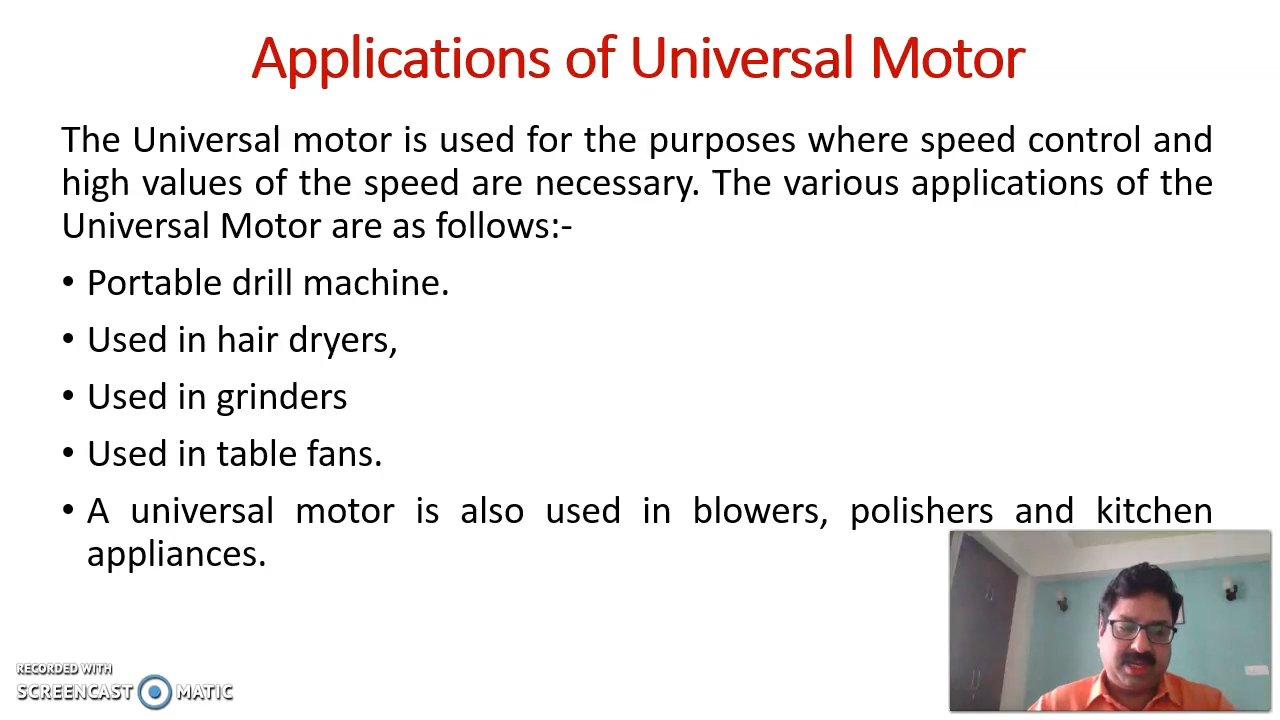 Applications of Universal Motor
The Universal motor is used for the purposes where speed control and
high values of the speed are necessary. The various applications of the
Universal Motor are as follows:-
• Portable drill machine.
• Used in hair dryers,
• Used in grinders
• Used in table fans.
• A universal motor is also used in blowers, polishers and kitchen
appliances.
RECORDED WITH
SCREENCAST MATIC